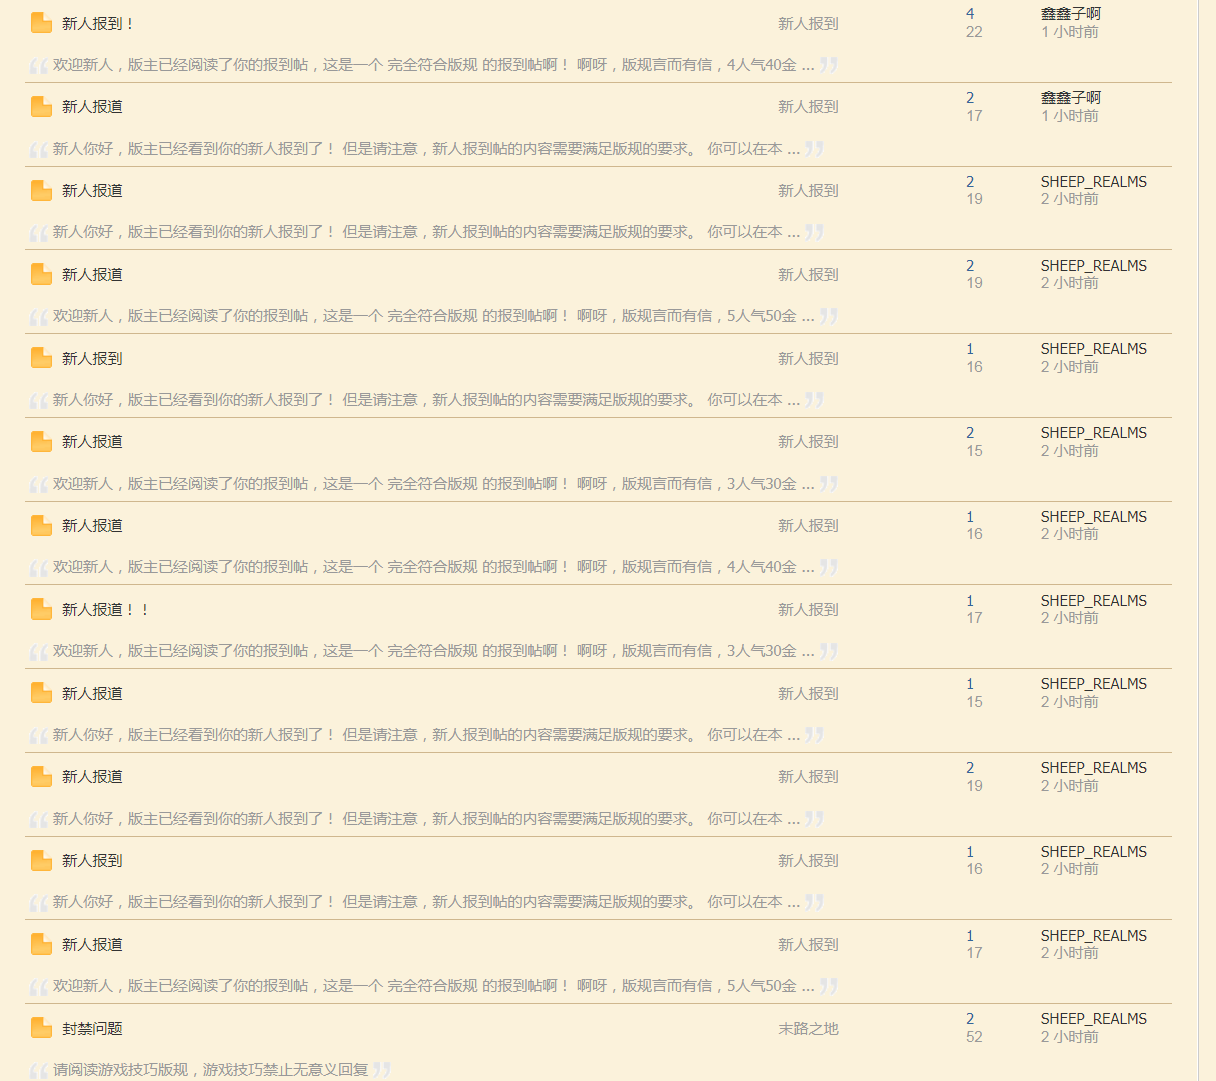 新人报到！ 新人报到 4 鑫鑫子啊
22 1 小时前
欢迎新人，版主已经阅读了你的报到帖，这是一个 完全符合版规 的报到帖啊！ 啊呀，版规言而有信，4人气40金 ...
新人报道 新人报到 2 鑫鑫子啊
17 1 小时前
新人你好，版主已经看到你的新人报到了！ 但是请注意，新人报到帖的内容需要满足版规的要求。 你可以在本 ...
新人报道 新人报到 2 SHEEP_REALMS
19 2 小时前
新人你好，版主已经看到你的新人报到了！ 但是请注意，新人报到帖的内容需要满足版规的要求。 你可以在本 ...
新人报道 新人报到 2 SHEEP_REALMS
19 2 小时前
欢迎新人，版主已经阅读了你的报到帖，这是一个 完全符合版规 的报到帖啊！ 啊呀，版规言而有信，5人气50金 ...
新人报到 新人报到 1 SHEEP_REALMS
16 2 小时前
新人你好，版主已经看到你的新人报到了！ 但是请注意，新人报到帖的内容需要满足版规的要求。 你可以在本 ...
新人报道 新人报到 2 SHEEP_REALMS
15 2 小时前
欢迎新人，版主已经阅读了你的报到帖，这是一个 完全符合版规 的报到帖啊！ 啊呀，版规言而有信，3人气30金 ...
新人报道 新人报到 1 SHEEP_REALMS
16 2 小时前
欢迎新人，版主已经阅读了你的报到帖，这是一个 完全符合版规 的报到帖啊！ 啊呀，版规言而有信，4人气40金 ...
新人报道！！ 新人报到 1 SHEEP_REALMS
17 2 小时前
欢迎新人，版主已经阅读了你的报到帖，这是一个 完全符合版规 的报到帖啊！ 啊呀，版规言而有信，3人气30金 ...
新人报道 新人报到 1 SHEEP_REALMS
15 2 小时前
新人你好，版主已经看到你的新人报到了！ 但是请注意，新人报到帖的内容需要满足版规的要求。 你可以在本 ...
新人报道 新人报到 2 SHEEP_REALMS
19 2 小时前
新人你好，版主已经看到你的新人报到了！ 但是请注意，新人报到帖的内容需要满足版规的要求。 你可以在本 ...
新人报到 新人报到 1 SHEEP_REALMS
16 2 小时前
新人你好，版主已经看到你的新人报到了！ 但是请注意，新人报到帖的内容需要满足版规的要求。 你可以在本 ...
新人报道 新人报到 1 SHEEP_REALMS
17 2 小时前
欢迎新人，版主已经阅读了你的报到帖，这是一个 完全符合版规 的报到帖啊！ 啊呀，版规言而有信，5人气50金 ...
封禁问题 末路之地 2 SHEEP_REALMS
52 2 小时前
请阅读游戏技巧版规，游戏技巧禁止无意义回复